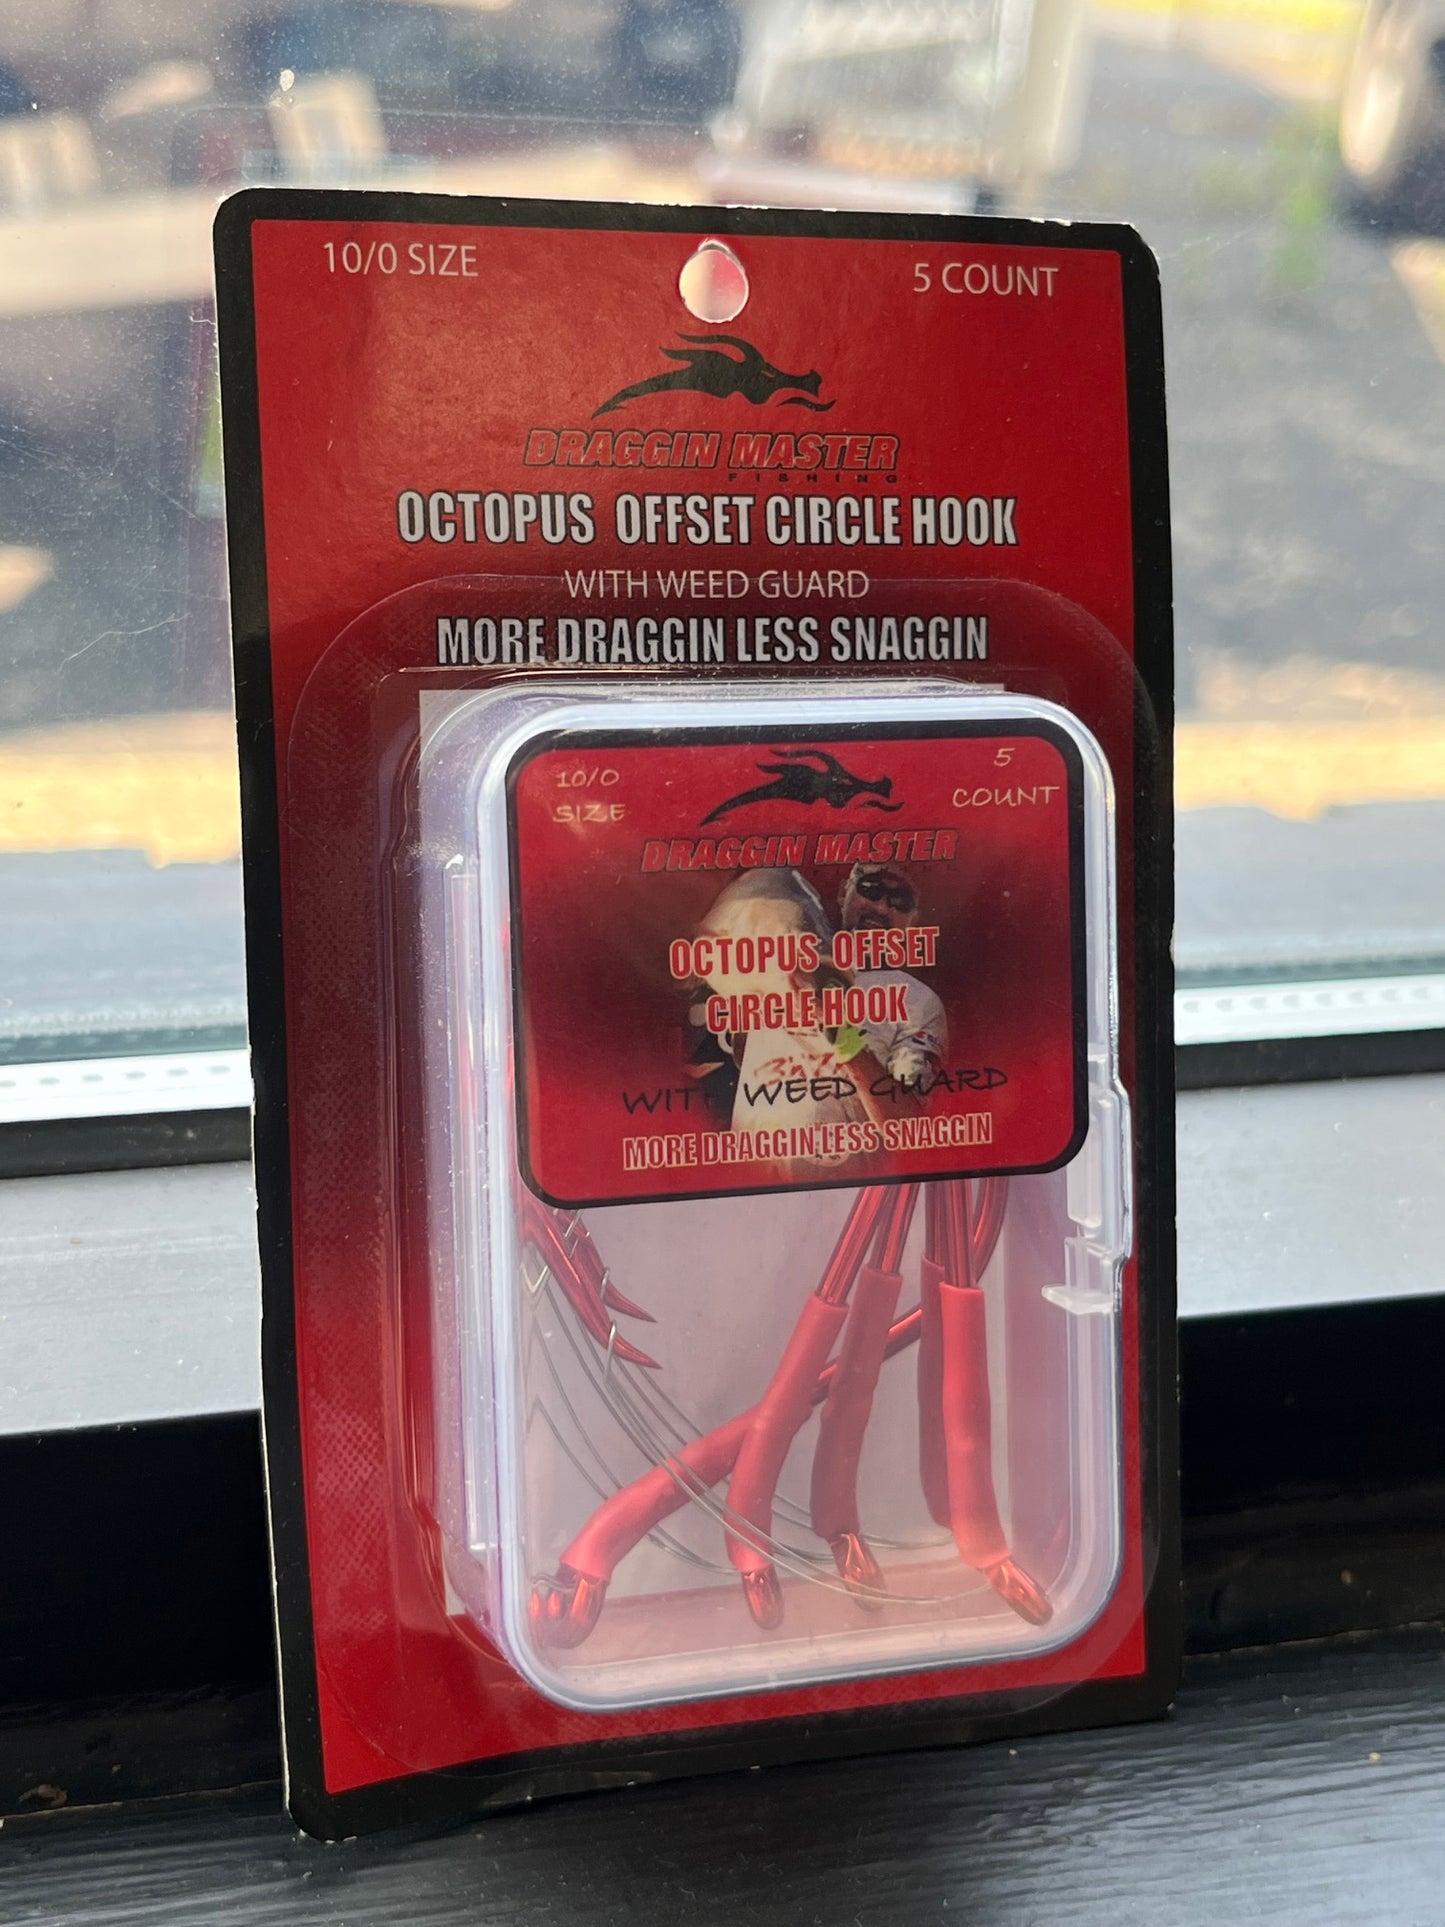 10/0 SIZE
5 COUNT
DRAGGIN MASTER
FISHING
OCTOPUS OFFSET CIRCLE HOOK
WITH WEED GUARD
MORE DRAGGIN LESS SNAGGIN
10/0
SIZE
5
COUNT
DRAGGIN MASTER
OCTOPUS OFFSET
CIRCLE HOOK
WITH WEED GUARD
MORE DRAGGIN LESS SNAGGIN